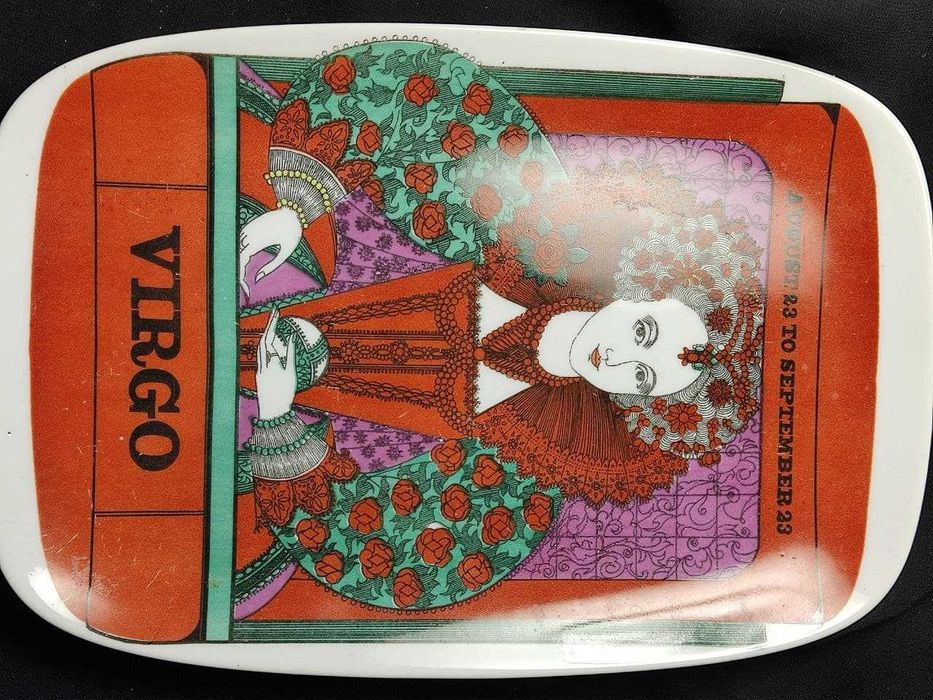 AUGUST 23 TO SEPTEMBER 23
VIRGO